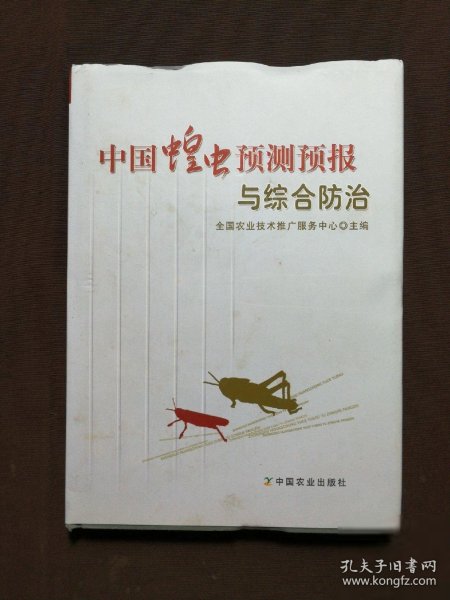 中国蝗虫预测预报
与综合防治
全国农业技术推广服务中心◎主编
中国农业出版社
孔夫子旧书网
www.kongfz.com